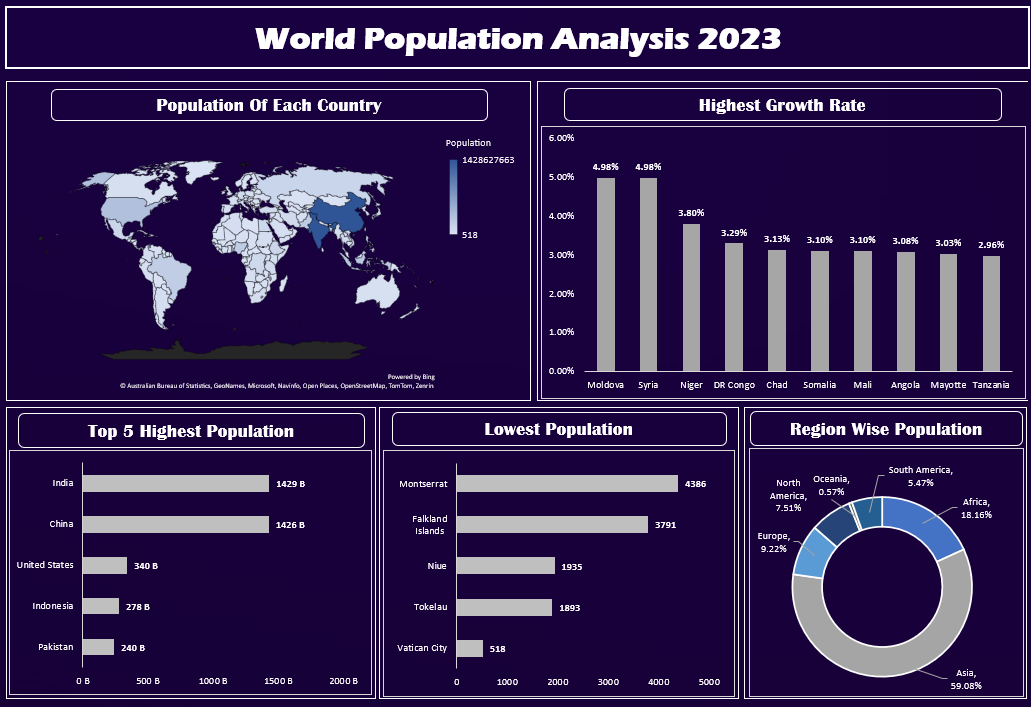 World Population Analysis 2023
Population Of Each Country
Population
1428627663
518
Powered by Bing
© Australian Bureau of Statistics, GeoNames, Microsoft, Navinfo, Open Places, OpenStreetMap, TomTom, Zenrin
Highest Growth Rate
6.00%
5.00%
4.00%
3.00%
2.00%
1.00%
0.00%
4.98%
4.98%
3.80%
3.29%
3.13%
3.10%
3.10%
3.08%
3.03%
2.96%
Moldova
Syria
Niger
DR Congo
Chad
Somalia
Mali
Angola
Mayotte
Tanzania
Top 5 Highest Population
India
1429 B
China
1426 B
United States
340 B
Indonesia
278 B
Pakistan
240 B
0 B
500 B
1000 B
1500 B
2000 B
Lowest Population
Montserrat
4386
Falkland
Islands
3791
Niue
1935
Tokelau
1893
Vatican City
518
0
1000
2000
3000
4000
5000
Region Wise Population
South America,
5.47%
Oceania,
0.57%
North
America,
7.51%
Africa,
18.16%
Europe,
9.22%
Asia,
59.08%